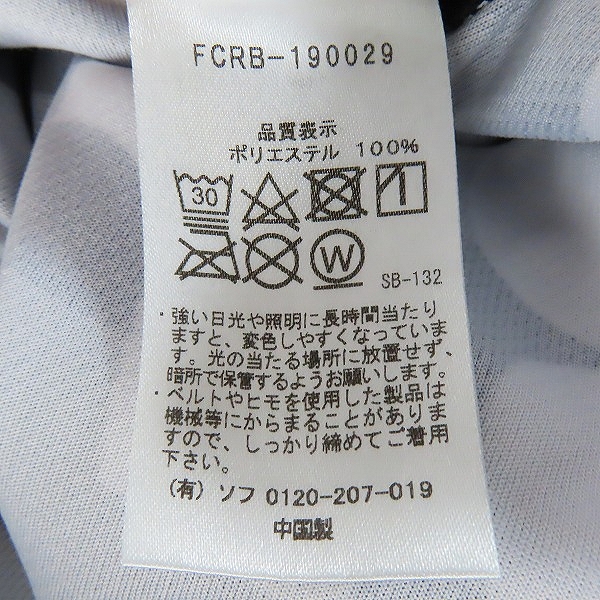 FCRB-190029
品質表示
ポリエステル 100%
30
W SB-132
・強い日光や照明に長時間当たり
ますと、変色しやすくなっていま
す。光の当たる場所に放置せず、
暗所で保管するようお願いします。
・ベルトやヒモを使用した製品は
機械等にからまることがありま
すので、しっかり締めてご着用
下さい。
(有) ソフ 0120-207-019
中国製